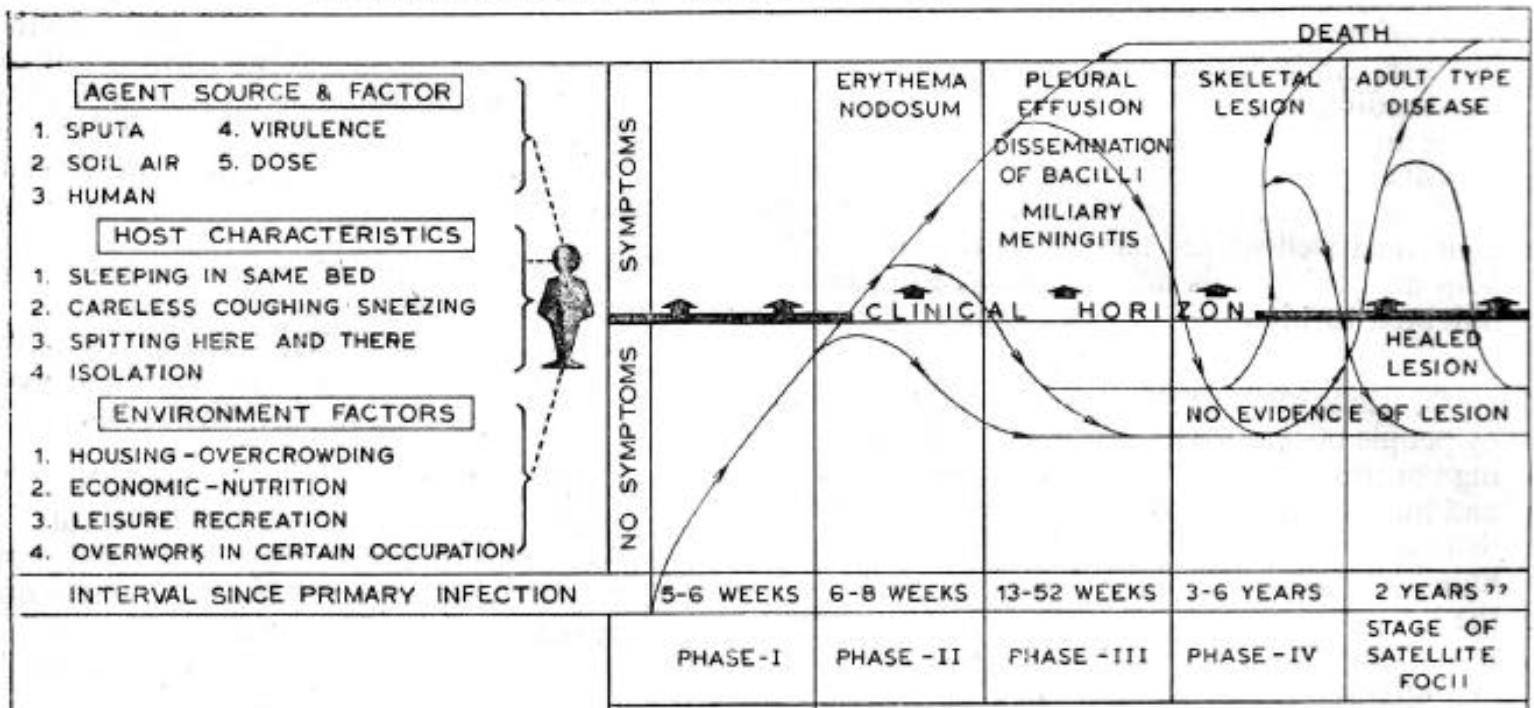 DEATH
AGENT SOURCE & FACTOR
1. SPUTA 4. VIRULENCE
2 SOIL AIR 5. DOSE
3 HUMAN
HOST CHARACTERISTICS
1. SLEEPING IN SAME BED
2. CARELESS COUGHING SNEEZING
3. SPITTING HERE AND THERE
4. ISOLATION
ENVIRONMENT FACTORS
1. HOUSING-OVERCROWDING
2. ECONOMIC-NUTRITION
3. LEISURE RECREATION
4. OVERWORK IN CERTAIN OCCUPATION
SYMPTOMS
NO SYMPTOMS
ERYTHEMA
NODOSUM
PLEURAL
EFFUSION
DISSEMINATION
OF BACILLI
MILIARY
MENINGITIS
SKELETAL
LESION
ADULT TYPE
DISEASE
CLINICAL HORIZON
HEALED
LESION
NO EVIDENCE OF LESION
INTERVAL SINCE PRIMARY INFECTION 5-6 WEEKS 6-8 WEEKS 13-52 WEEKS 3-6 YEARS 2 YEARS ??
PHASE-I PHASE-II PHASE-III PHASE-IV
STAGE OF
SATELLITE
FOCII